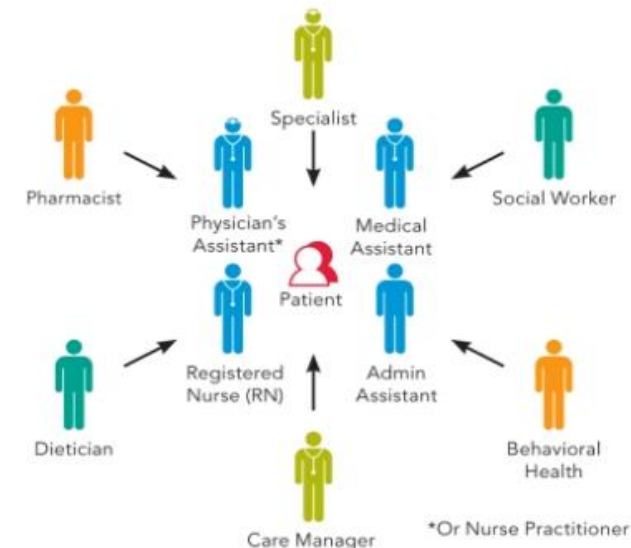 Specialist
Pharmacist
Physician's
Assistant*
Medical
Assistant
Social Worker
Patient
Registered
Nurse (RN)
Admin
Assistant
Dietician
Behavioral
Health
Care Manager
*Or Nurse Practitioner